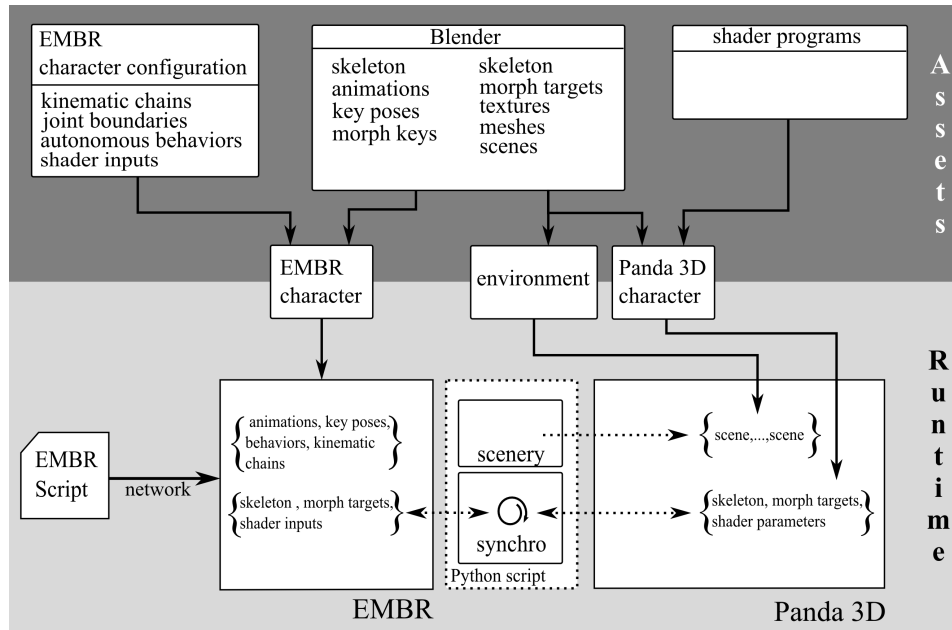 EMBR
character configuration
kinematic chains
joint boundaries
autonomous behaviors
shader inputs
Blender
skeleton
animations
key poses
morph keys
skeleton
morph targets
textures
meshes
scenes
shader programs
Assets
EMBR
character
environment
Panda 3D
character
Runtime
EMBR
Script
network
{ animations, key poses, }
behaviors, kinematic
chains
{skeleton , morph targets,}
shader inputs
scenery
synchro
Python script
{scene,...,scene }
{skeleton, morph targets,}
shader parameters
EMBR
Panda 3D